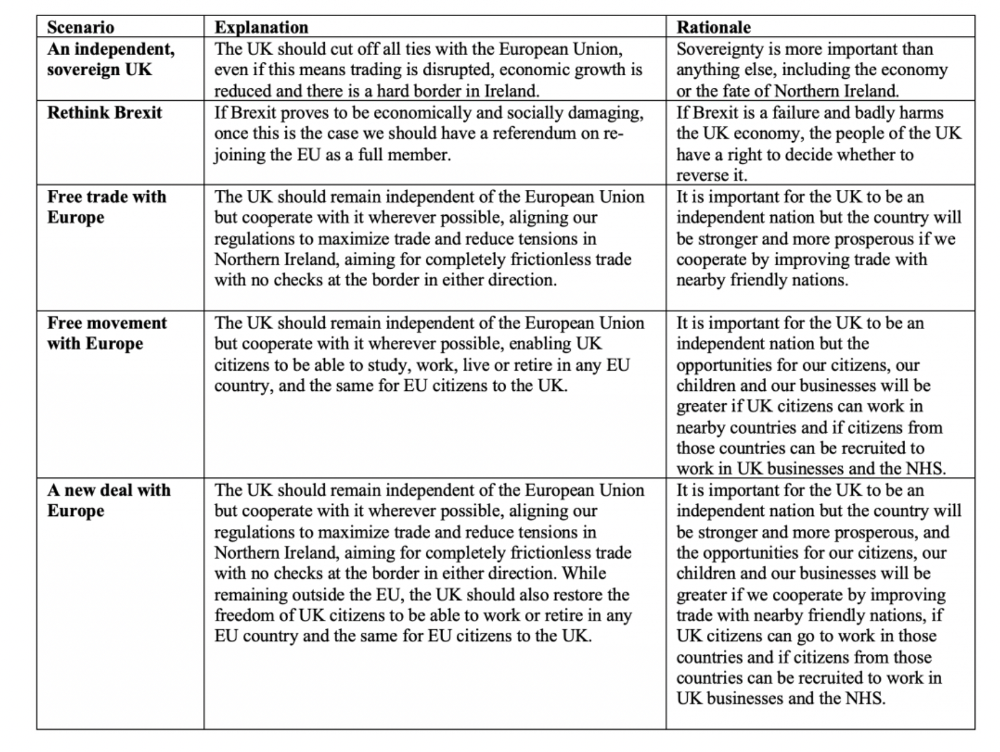 Scenario
Explanation
Rationale
An independent,
sovereign UK
The UK should cut off all ties with the European Union,
even if this means trading is disrupted, economic growth is
reduced and there is a hard border in Ireland.
Sovereignty is more important than
anything else, including the economy
or the fate of Northern Ireland.
Rethink Brexit
If Brexit proves to be economically and socially damaging,
once this is the case we should have a referendum on re-
joining the EU as a full member.
If Brexit is a failure and badly harms
the UK economy, the people of the UK
have a right to decide whether to
reverse it.
Free trade with
Europe
The UK should remain independent of the European Union
but cooperate with it wherever possible, aligning our
regulations to maximize trade and reduce tensions in
Northern Ireland, aiming for completely frictionless trade
with no checks at the border in either direction.
It is important for the UK to be an
independent nation but the country will
be stronger and more prosperous if we
cooperate by improving trade with
nearby friendly nations.
Free movement
with Europe
The UK should remain independent of the European Union
but cooperate with it wherever possible, enabling UK
citizens to be able to study, work, live or retire in any EU
country, and the same for EU citizens to the UK.
It is important for the UK to be an
independent nation but the
opportunities for our citizens, our
children and our businesses will be
greater if UK citizens can work in
nearby countries and if citizens from
those countries can be recruited to
work in UK businesses and the NHS.
A new deal with
Europe
The UK should remain independent of the European Union
but cooperate with it wherever possible, aligning our
regulations to maximize trade and reduce tensions in
Northern Ireland, aiming for completely frictionless trade
with no checks at the border in either direction. While
remaining outside the EU, the UK should also restore the
freedom of UK citizens to be able to work or retire in any
EU country and the same for EU citizens to the UK.
It is important for the UK to be an
independent nation but the country will
be stronger and more prosperous, and
the opportunities for our citizens, our
children and our businesses will be
greater if we cooperate by improving
trade with nearby friendly nations, if
UK citizens can go to work in those
countries and if citizens from those
countries can be recruited to work in
UK businesses and the NHS.